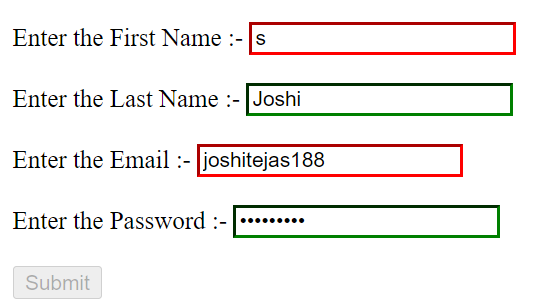 Enter the First Name :- s
Enter the Last Name :- Joshi
Enter the Email :- joshitejas188
Enter the Password :- •••••••••
Submit